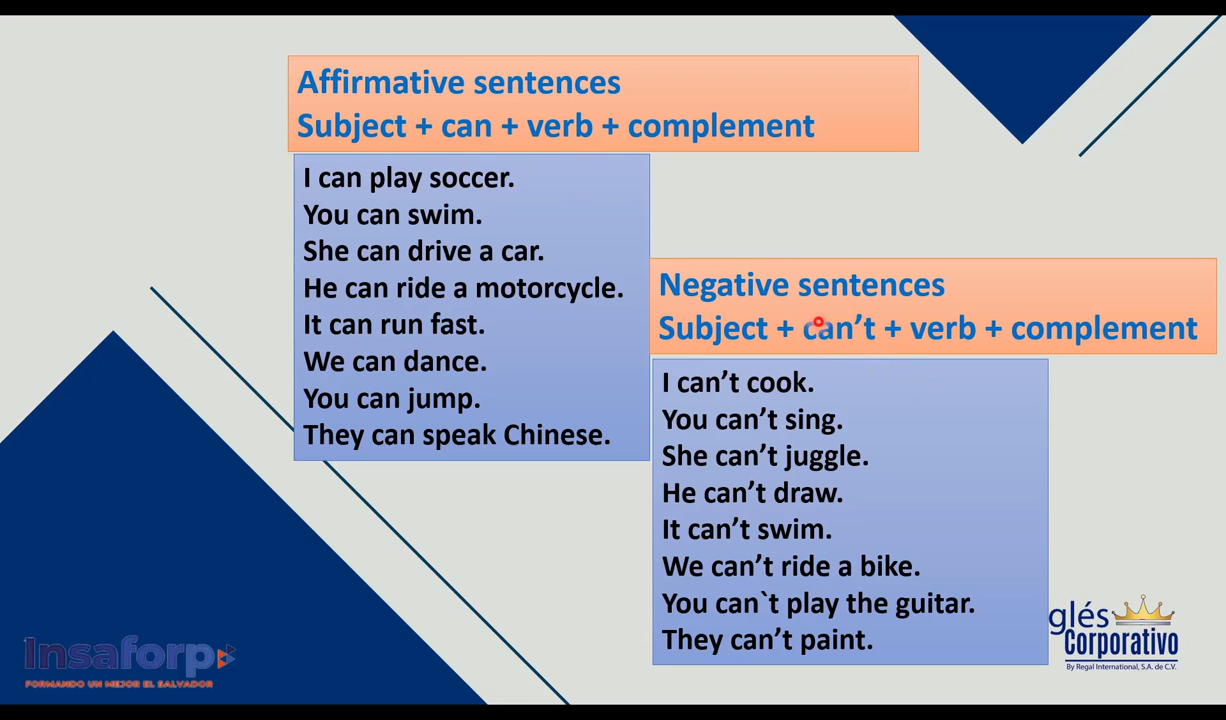 Affirmative sentences
Subject + can + verb + complement
I can play soccer.
You can swim.
She can drive a car.
He can ride a motorcycle.
It can run fast.
We can dance.
You can jump.
They can speak Chinese.
Negative sentences
Subject + can’t + verb + complement
I can’t cook.
You can’t sing.
She can’t juggle.
He can’t draw.
It can’t swim.
We can’t ride a bike.
You can`t play the guitar.
They can’t paint.
Insaforp
FORMANDO UN MEJOR EL SALVADOR
glés
Corporativo
By Regal International, S.A. de C.V.